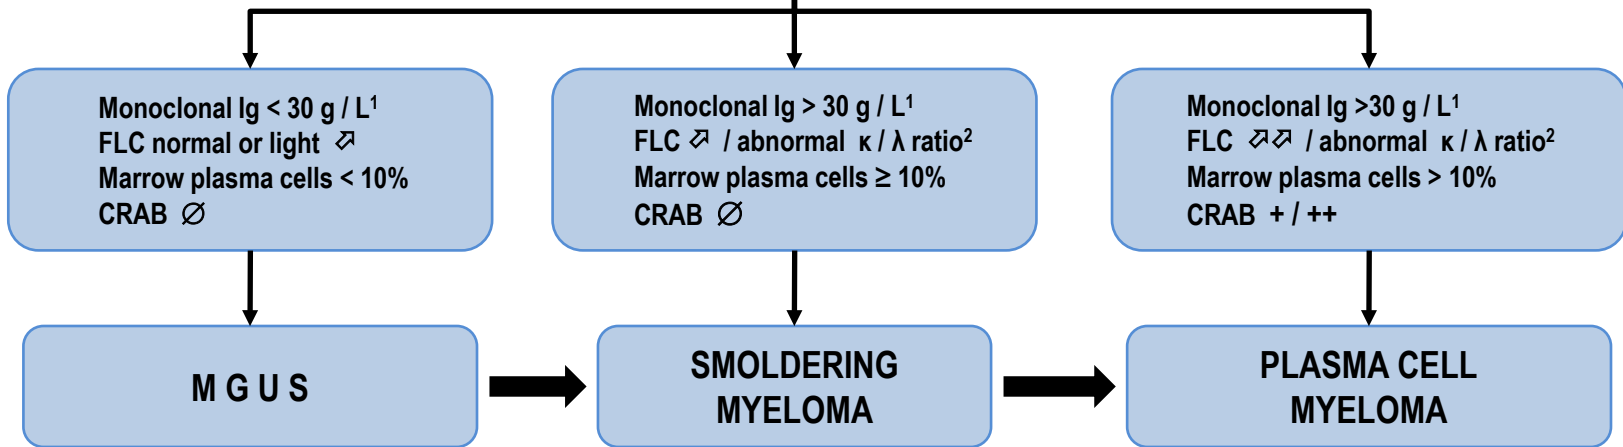 Monoclonal Ig < 30 g / L¹
FLC normal or light ⬀
Marrow plasma cells < 10%
CRAB ∅
Monoclonal Ig > 30 g / L¹
FLC ⬀ / abnormal κ / λ ratio²
Marrow plasma cells ≥ 10%
CRAB ∅
Monoclonal Ig >30 g / L¹
FLC ⬀⬀ / abnormal κ / λ ratio²
Marrow plasma cells > 10%
CRAB + / ++
M G U S
SMOLDERING
MYELOMA
PLASMA CELL
MYELOMA